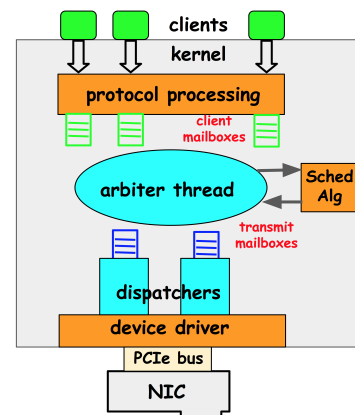 clients
kernel
protocol processing
client
mailboxes
arbiter thread
Sched
Alg
transmit
mailboxes
dispatchers
device driver
PCIe bus
NIC